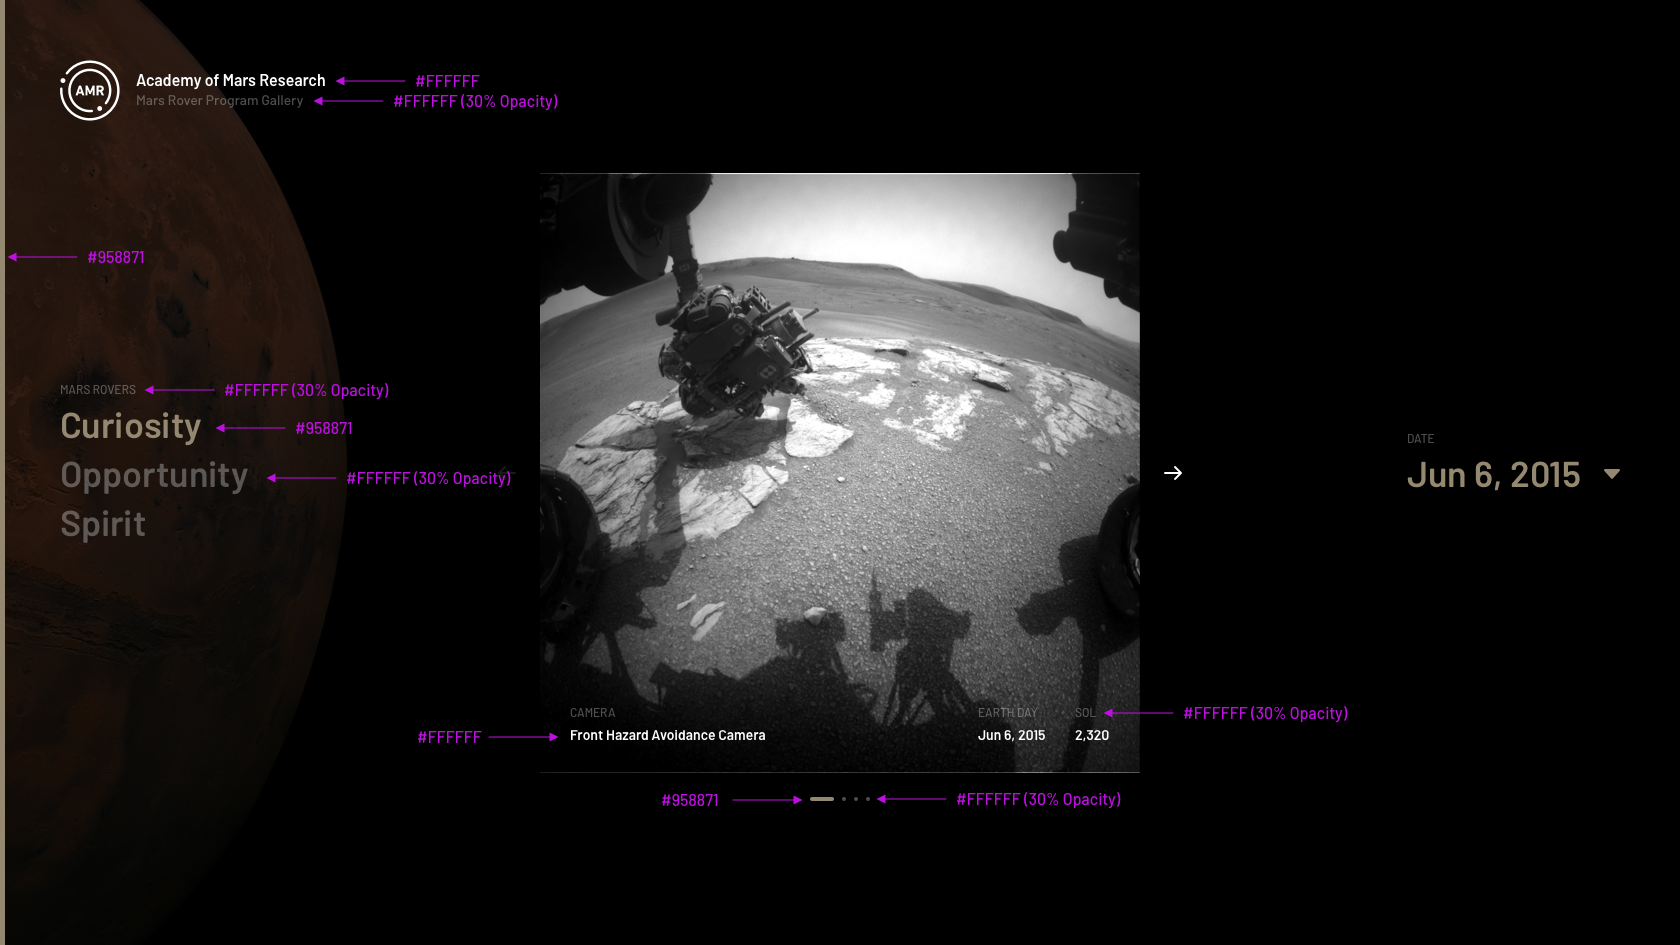 AMR
Academy of Mars Research
#FFFFFF
Mars Rover Program Gallery
#FFFFFF (30% Opacity)
#958871
MARS ROVERS
#FFFFFF (30% Opacity)
Curiosity
#958871
Opportunity
#FFFFFF (30% Opacity)
Spirit
DATE
Jun 6, 2015
CAMERA
EARTH DAY
SOL
#FFFFFF (30% Opacity)
#FFFFFF
Front Hazard Avoidance Camera
Jun 6, 2015
2,320
#958871
#FFFFFF (30% Opacity)